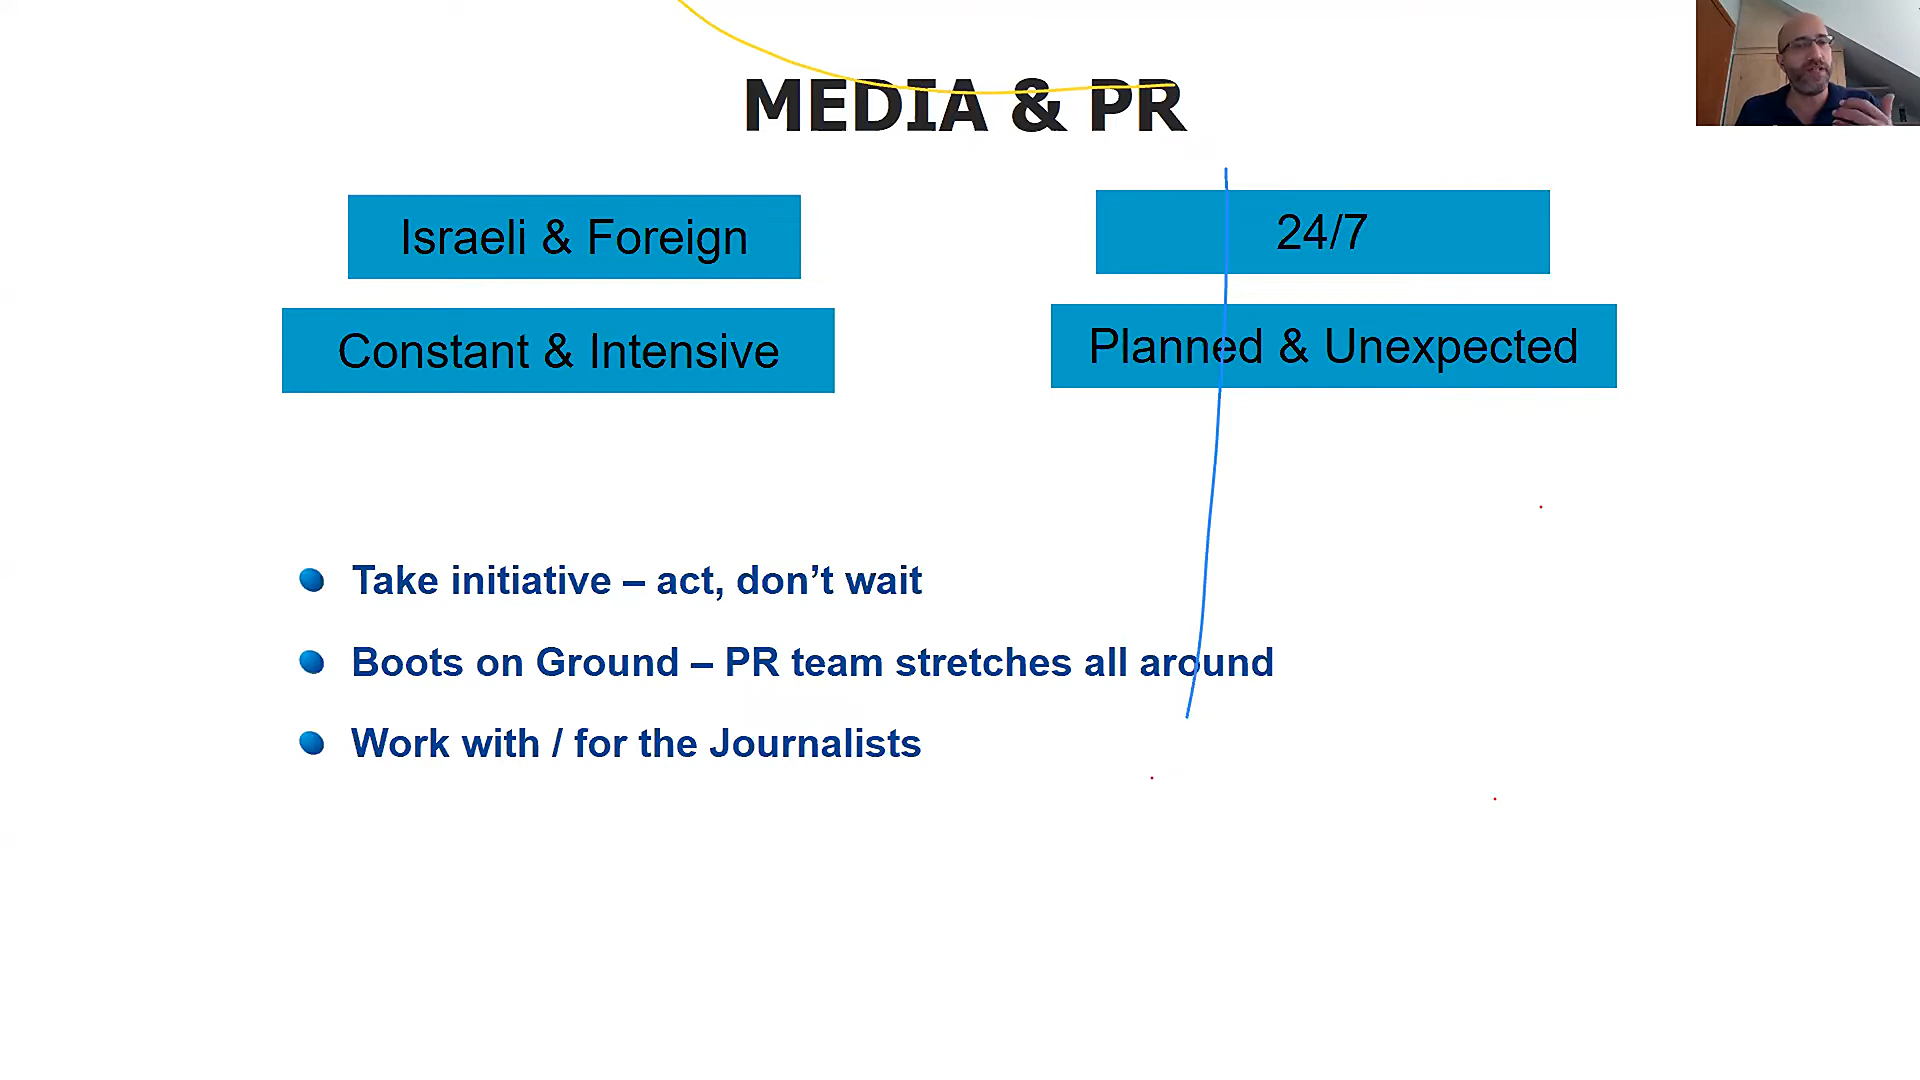 MEDIA & PR
Israeli & Foreign
24/7
Constant & Intensive
Planned & Unexpected
Take initiative – act, don’t wait
Boots on Ground – PR team stretches all around
Work with / for the Journalists